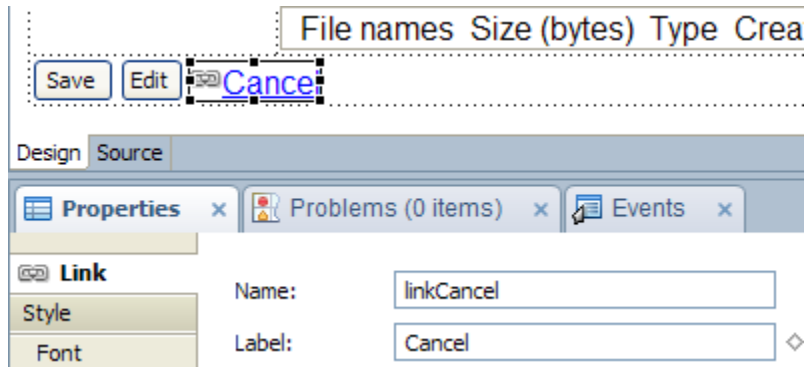 File names Size (bytes) Type Crea
Save Edit Cancel
Design Source
Properties Problems (0 items) Events
Link
Name: linkCancel
Style
Label: Cancel
Font